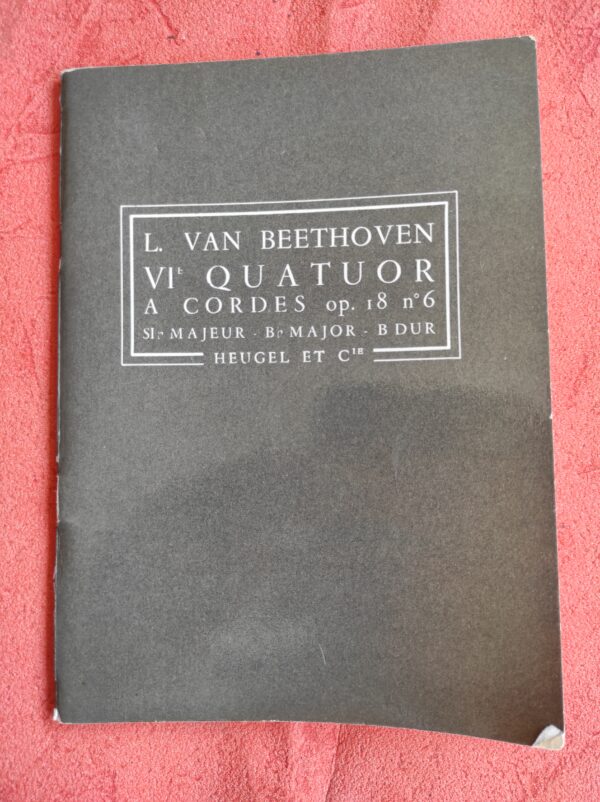 L. VAN BEETHOVEN
VIᴱ QUATUOR
A CORDES op. 18 n°6
SI♭ MAJEUR - B♭ MAJOR - B DUR
HEUGEL ET Cᴵᴱ